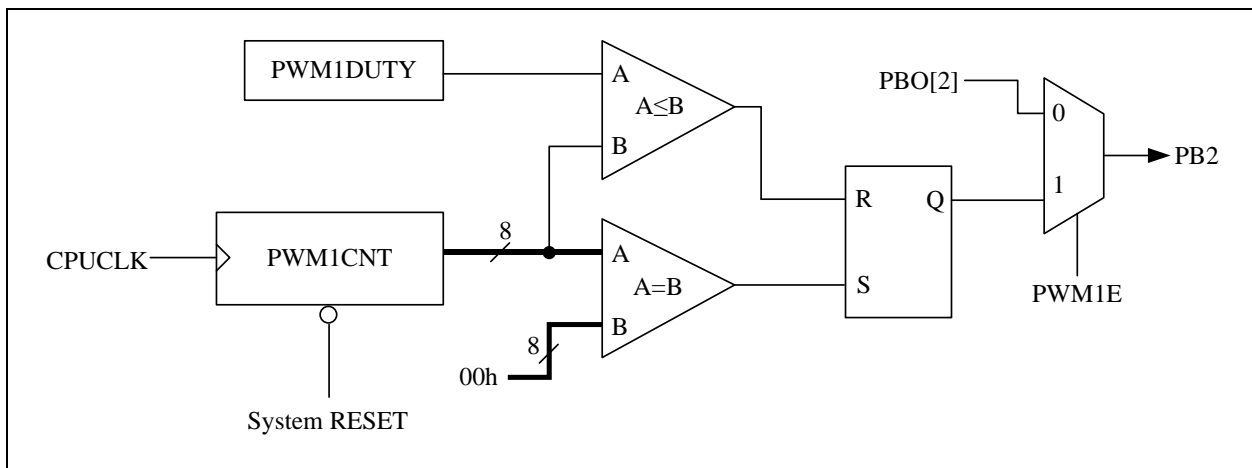 PWM1DUTY
A
A≤B
B
PBO[2]
0
PB2
1
R
Q
S
CPUCLK
PWM1CNT
8
A
A=B
B
8
00h
PWM1E
System RESET